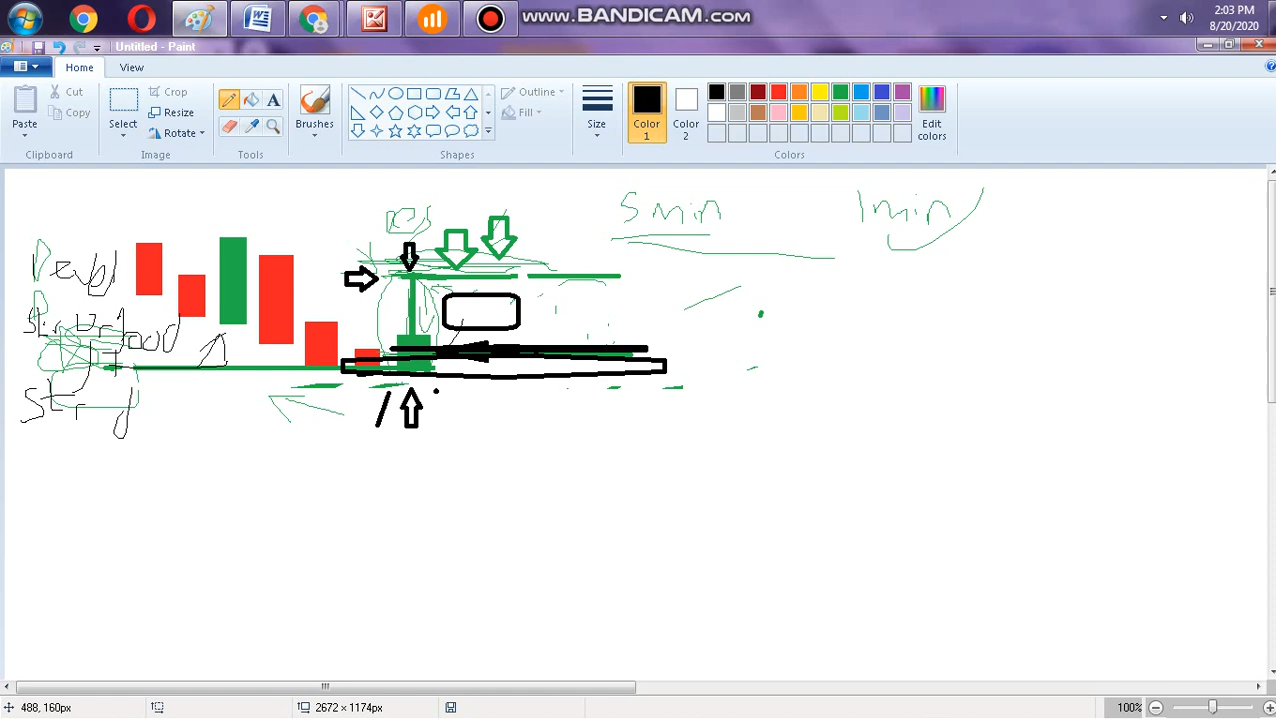 www.BANDICAM.com
2:03 PM
8/20/2020
Untitled - Paint
Home View
Cut
Copy
Paste
Crop
Resize
Rotate
Select
Brushes
Outline
Fill
Size
Color 1
Color 2
Edit colors
Clipboard
Image
Tools
Shapes
Colors
5 min
1min
488, 160px
2672 × 1174px
100%